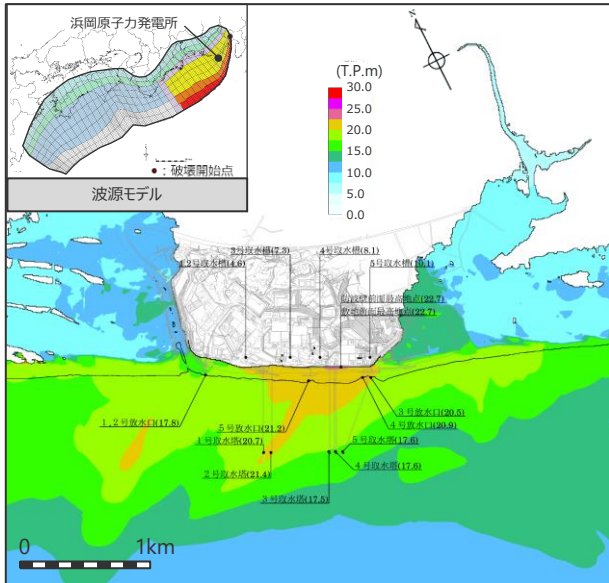 浜岡原子力発電所
●：破壊開始点
波源モデル
N
(T.P.m)
30.0
25.0
20.0
15.0
10.0
5.0
0.0
3号取水槽(7.3)
4号取水槽(8.1)
1,2号取水槽(4.6)
5号取水槽(10.1)
防波壁前面最高地点(22.7)
敷地前面最高地点(22.7)
1,2号放水口(17.8)
3号放水口(20.5)
5号放水口(21.2)
4号放水口(20.9)
1号取水塔(20.7)
5号取水塔(17.6)
2号取水塔(21.4)
4号取水塔(17.6)
3号取水塔(17.5)
0
1km